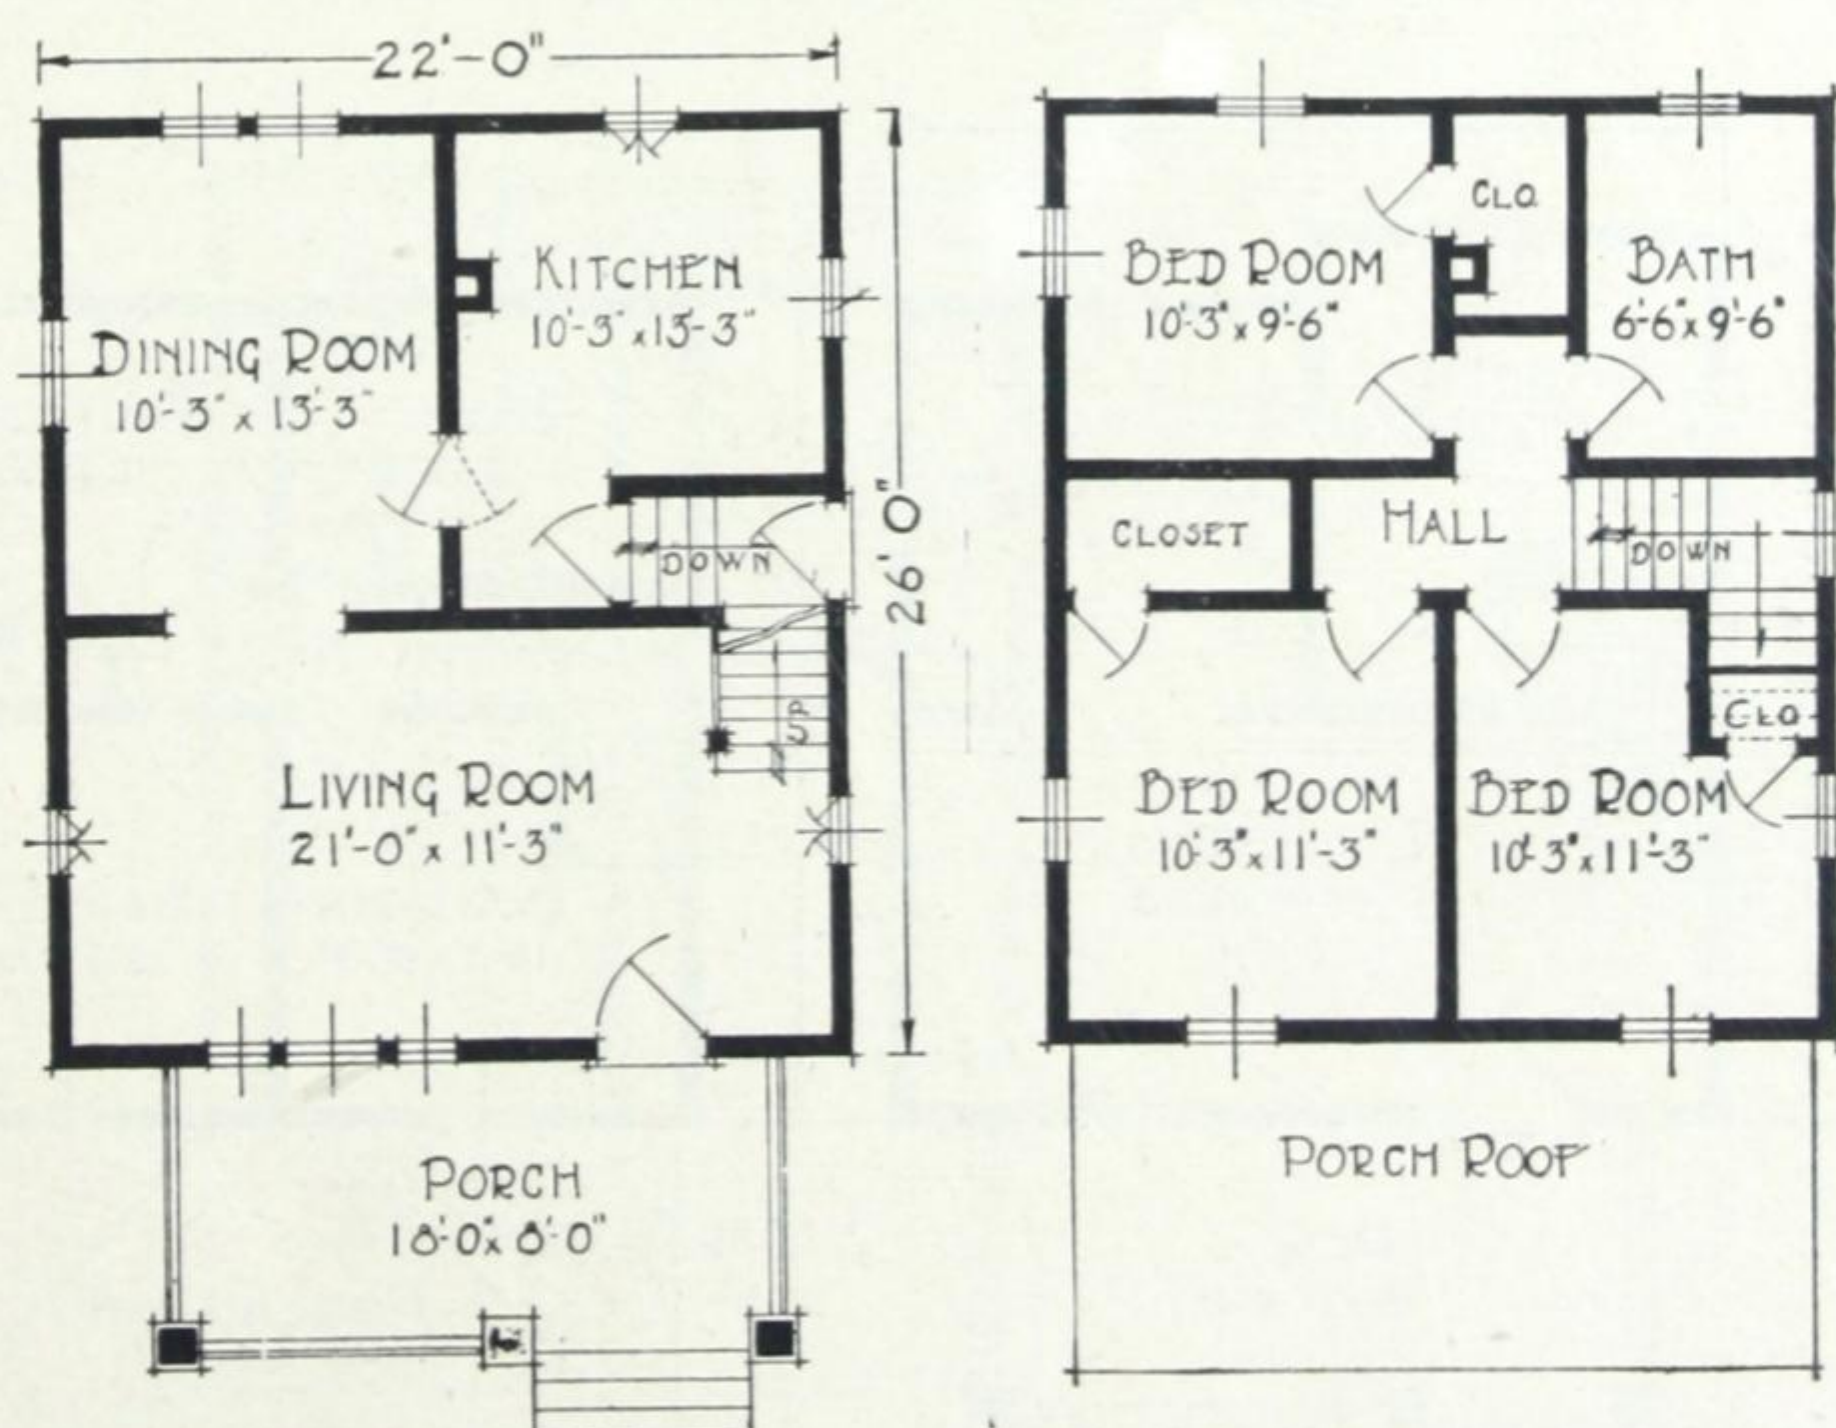 22'-0"
KITCHEN
10'-3" x 13'-3"
DINING ROOM
10'-3" x 13'-3"
DOWN
26'0"
UP
LIVING ROOM
21'-0" x 11'-3"
PORCH
18'-0" x 8'-0"
CLO
BED ROOM
10'-3" x 9'-6"
BATH
6'-6" x 9'-6"
CLOSET
HALL
DOWN
CLO
BED ROOM
10'3" x 11'-3"
BED ROOM
10'3" x 11'-3"
PORCH ROOF